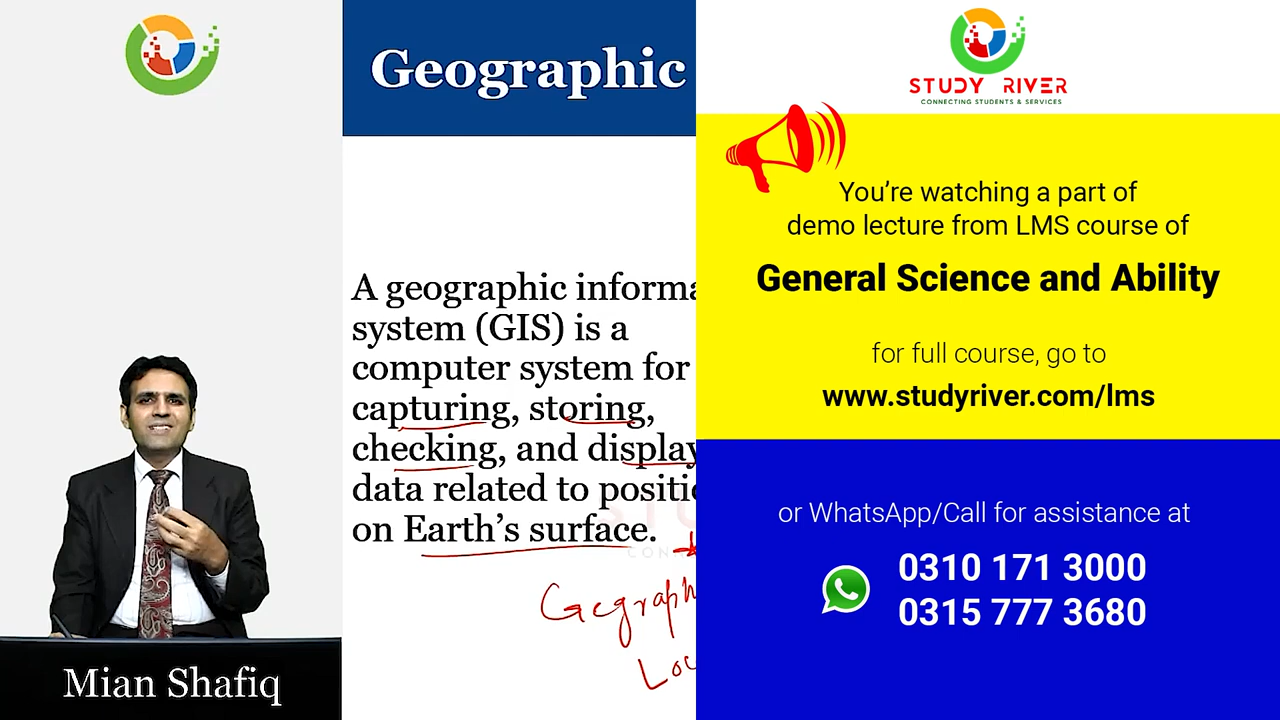 Mian Shafiq
Geographic
A geographic informa
system (GIS) is a
computer system for
capturing, storing,
checking, and display
data related to positi
on Earth's surface.
Gegraph
Loc
STUDY RIVER
CONNECTING STUDENTS & SERVICES
You're watching a part of
demo lecture from LMS course of
General Science and Ability
for full course, go to
www.studyriver.com/lms
or WhatsApp/Call for assistance at
0310 171 3000
0315 777 3680